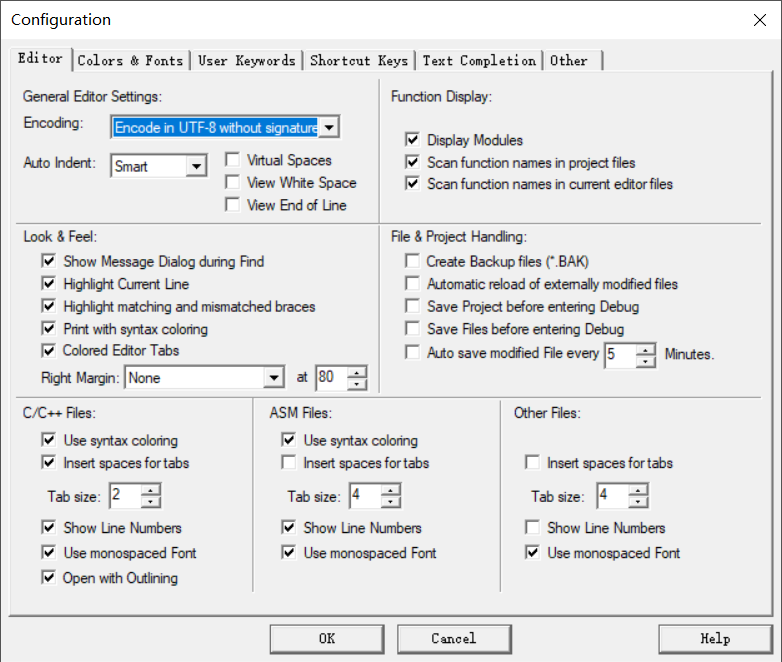 Configuration
Editor
Colors & Fonts
User Keywords
Shortcut Keys
Text Completion
Other
General Editor Settings:
Encoding:
Encode in UTF-8 without signature
Auto Indent:
Smart
Virtual Spaces
View White Space
View End of Line
Function Display:
Display Modules
Scan function names in project files
Scan function names in current editor files
Look & Feel:
Show Message Dialog during Find
Highlight Current Line
Highlight matching and mismatched braces
Print with syntax coloring
Colored Editor Tabs
Right Margin: None at 80
File & Project Handling:
Create Backup files (*.BAK)
Automatic reload of externally modified files
Save Project before entering Debug
Save Files before entering Debug
Auto save modified File every 5 Minutes.
C/C++ Files:
Use syntax coloring
Insert spaces for tabs
Tab size: 2
Show Line Numbers
Use monospaced Font
Open with Outlining
ASM Files:
Use syntax coloring
Insert spaces for tabs
Tab size: 4
Show Line Numbers
Use monospaced Font
Other Files:
Insert spaces for tabs
Tab size: 4
Show Line Numbers
Use monospaced Font
OK
Cancel
Help